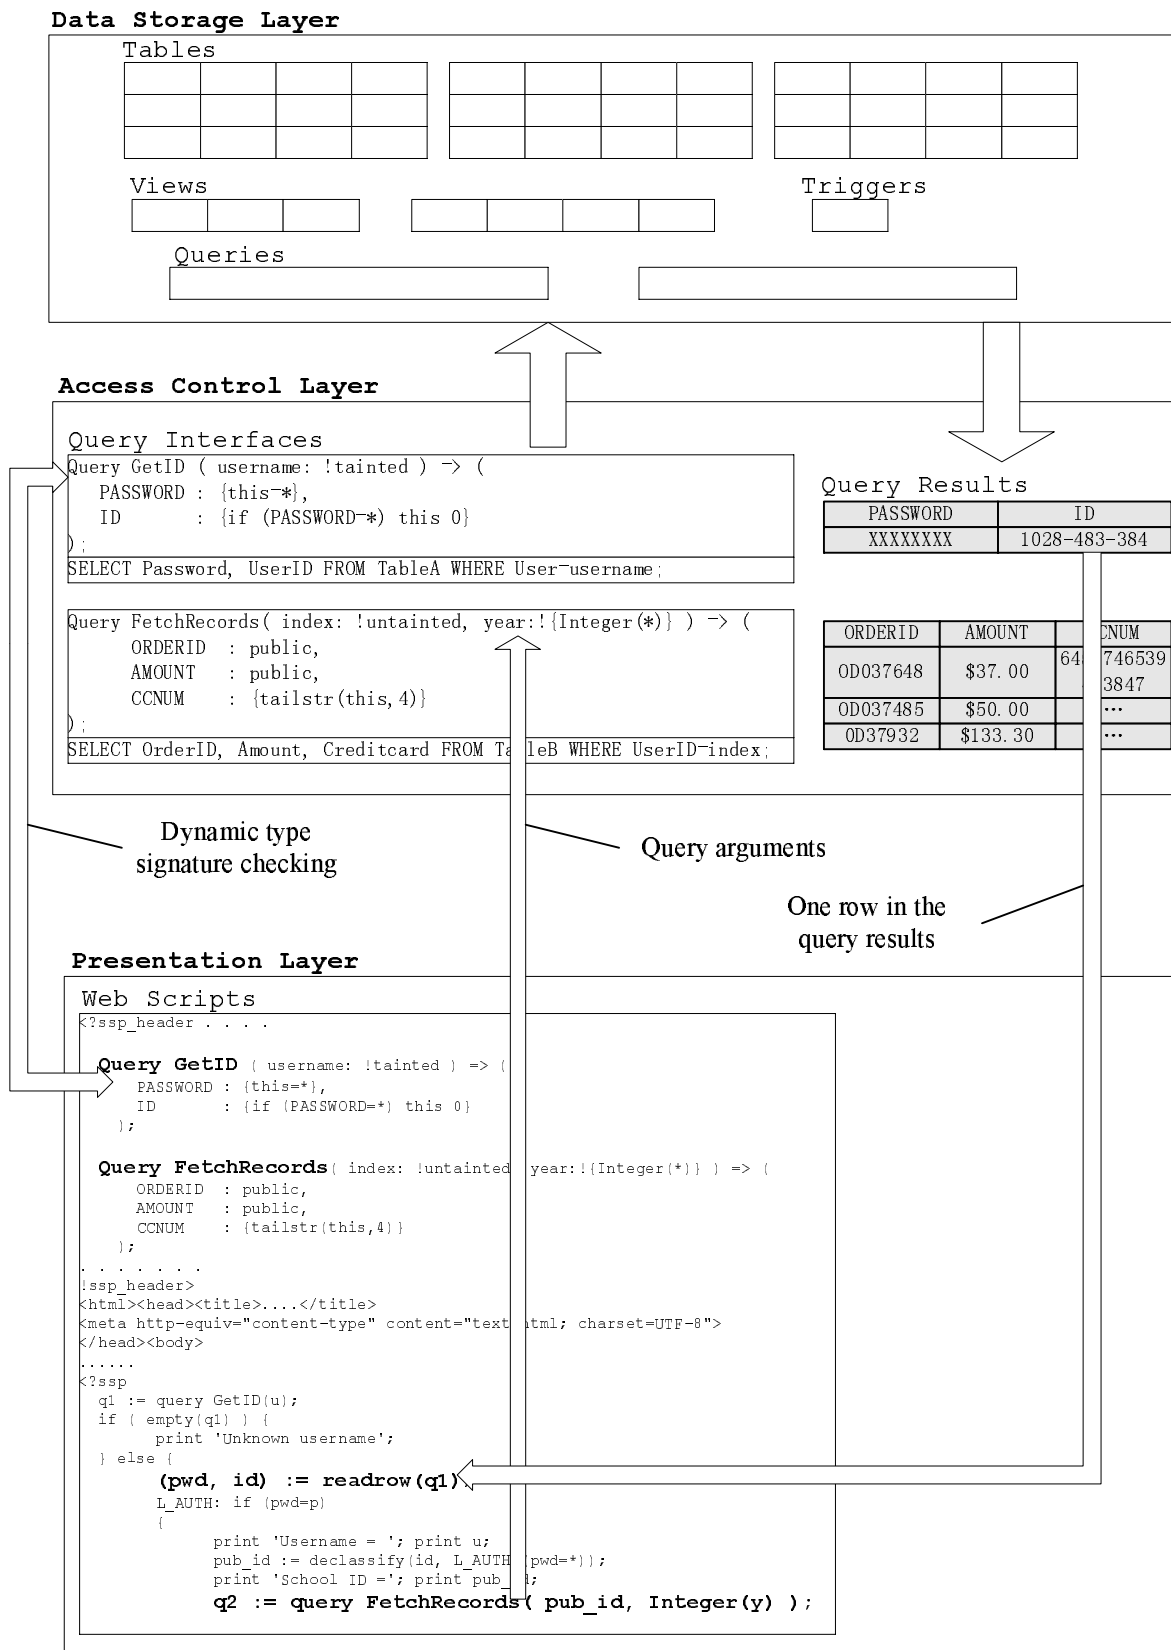 Data Storage Layer
Tables
Views
Triggers
Queries
Access Control Layer
Query Interfaces
Query GetID ( username: !tainted ) -> (
PASSWORD : {this=*},
ID : {if (PASSWORD=*) this 0}
);
SELECT Password, UserID FROM TableA WHERE User=username;
Query FetchRecords( index: !untainted, year:!{Integer(*)} ) -> (
ORDERID : public,
AMOUNT : public,
CCNUM : {tailstr(this,4)}
);
SELECT OrderID, Amount, Creditcard FROM TableB WHERE UserID=index;
Query Results
PASSWORD ID
XXXXXXXX 1028-483-384
ORDERID AMOUNT CNUM
OD037648 $37.00 746539
3847
OD037485 $50.00 ...
OD37932 $133.30 ...
Dynamic type
signature checking
Query arguments
One row in the
query results
Presentation Layer
Web Scripts
<?ssp_header . . . .
Query GetID ( username: !tainted ) => (
PASSWORD : {this=*},
ID : {if (PASSWORD=*) this 0}
);
Query FetchRecords( index: !untainted, year:!{Integer(*)} ) => (
ORDERID : public,
AMOUNT : public,
CCNUM : {tailstr(this,4)}
);
. . . . . . .
!ssp_header>
<html><head><title>....</title>
<meta http-equiv="content-type" content="text/html; charset=UTF-8">
</head><body>
......
<?ssp
q1 := query GetID(u);
if ( empty(q1) ) {
print 'Unknown username';
} else {
(pwd, id) := readrow(q1);
L_AUTH: if (pwd=p)
{
print 'Username = '; print u;
pub_id := declassify(id, L_AUTH (pwd=*));
print 'School ID ='; print pub_id;
q2 := query FetchRecords( pub_id, Integer(y) );